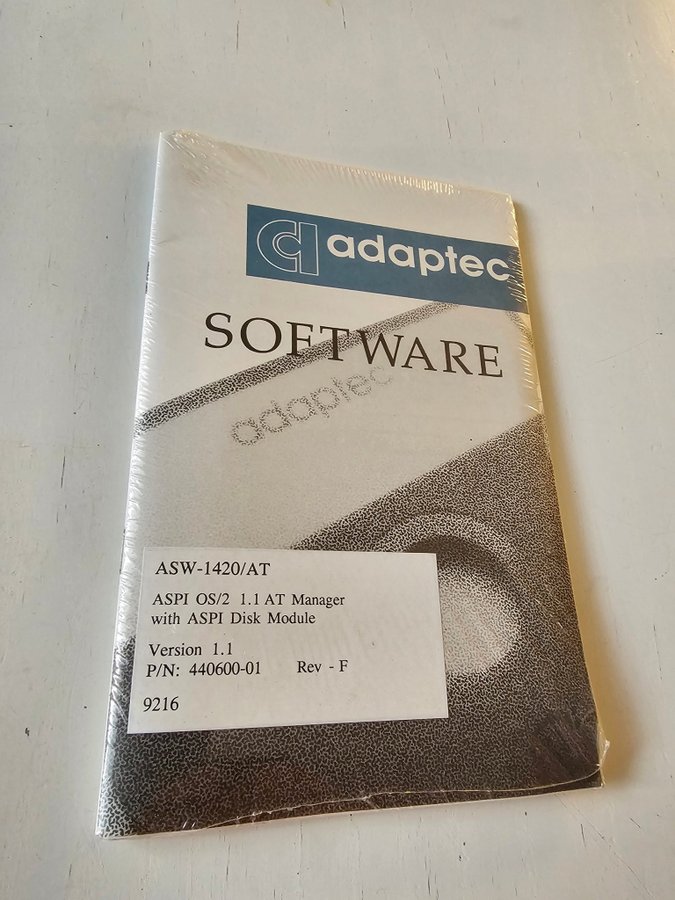 adaptec
SOFTWARE
adaptec
ASW-1420/AT
ASPI OS/2 1.1 AT Manager
with ASPI Disk Module
Version 1.1
P/N: 440600-01 Rev - F
9216